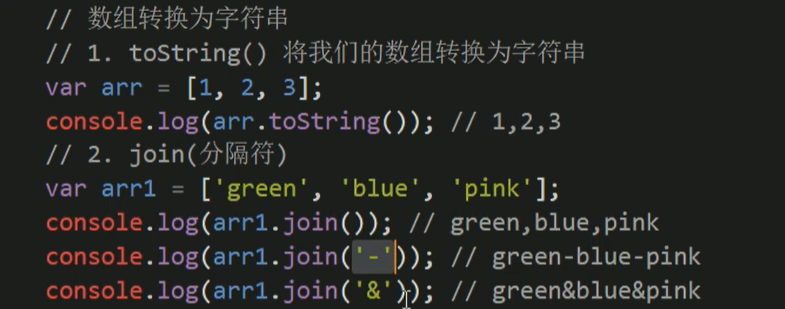 // 数组转换为字符串
// 1. toString() 将我们的数组转换为字符串
var arr = [1, 2, 3];
console.log(arr.toString()); // 1,2,3
// 2. join(分隔符)
var arr1 = ['green', 'blue', 'pink'];
console.log(arr1.join()); // green,blue,pink
console.log(arr1.join('-')); // green-blue-pink
console.log(arr1.join('&')); // green&blue&pink